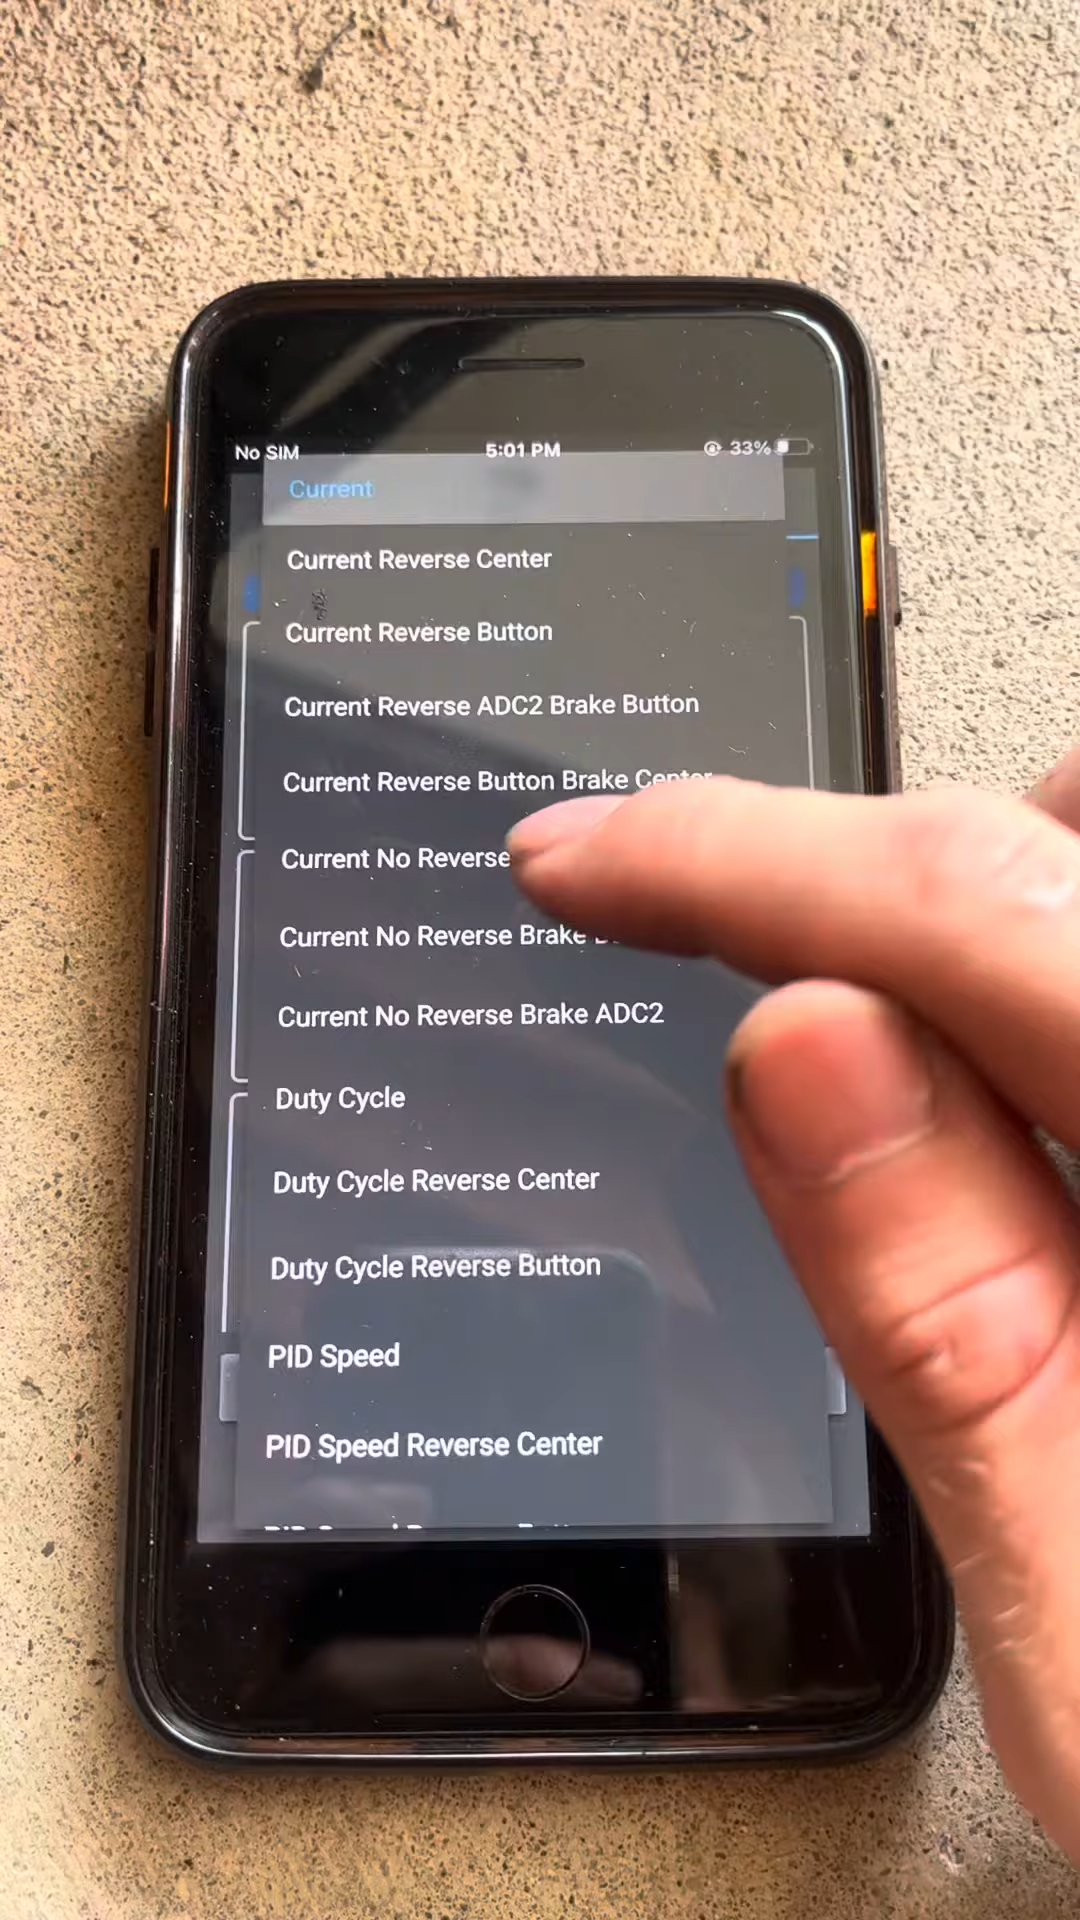 No SIM
5:01 PM
33%
Current
Current Reverse Center
Current Reverse Button
Current Reverse ADC2 Brake Button
Current Reverse Button Brake Center
Current No Reverse
Current No Reverse Brake
Current No Reverse Brake ADC2
Duty Cycle
Duty Cycle Reverse Center
Duty Cycle Reverse Button
PID Speed
PID Speed Reverse Center